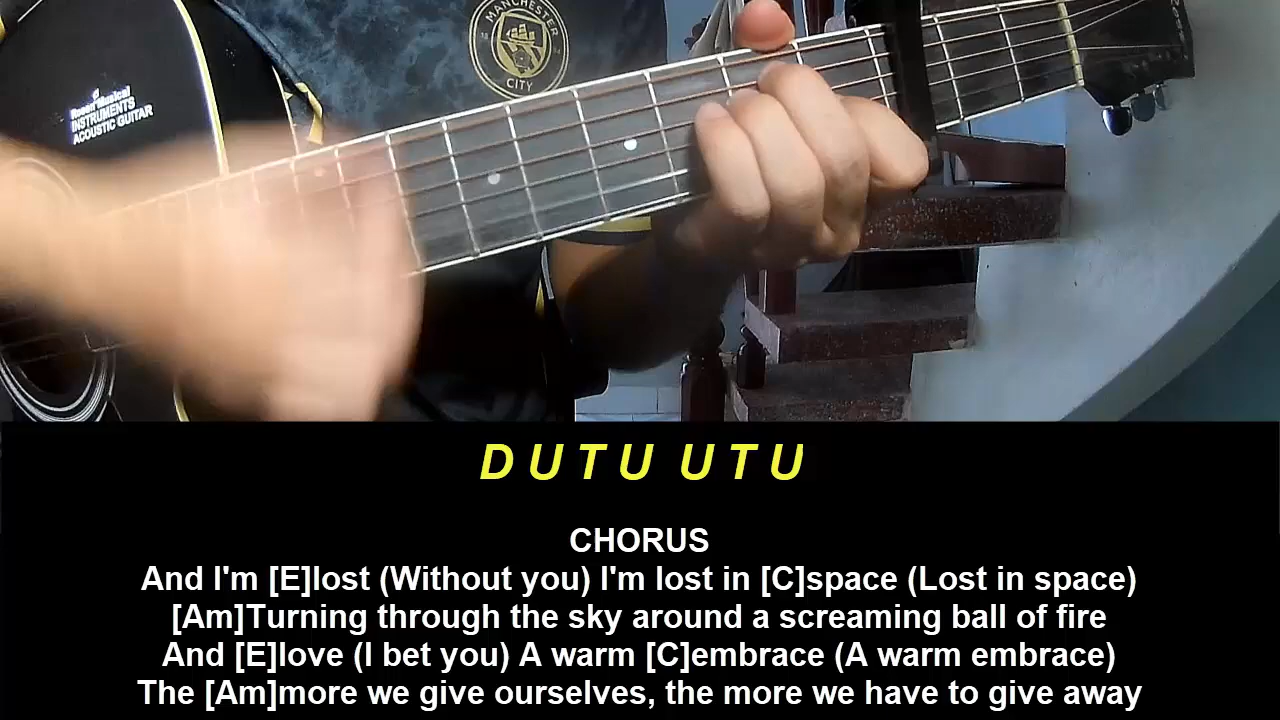 MANCHESTER
CITY
INSTRUMENTS
ACOUSTIC GUITAR
D U T U U T U
CHORUS
And I'm [E]lost (Without you) I'm lost in [C]space (Lost in space)
[Am]Turning through the sky around a screaming ball of fire
And [E]love (I bet you) A warm [C]embrace (A warm embrace)
The [Am]more we give ourselves, the more we have to give away